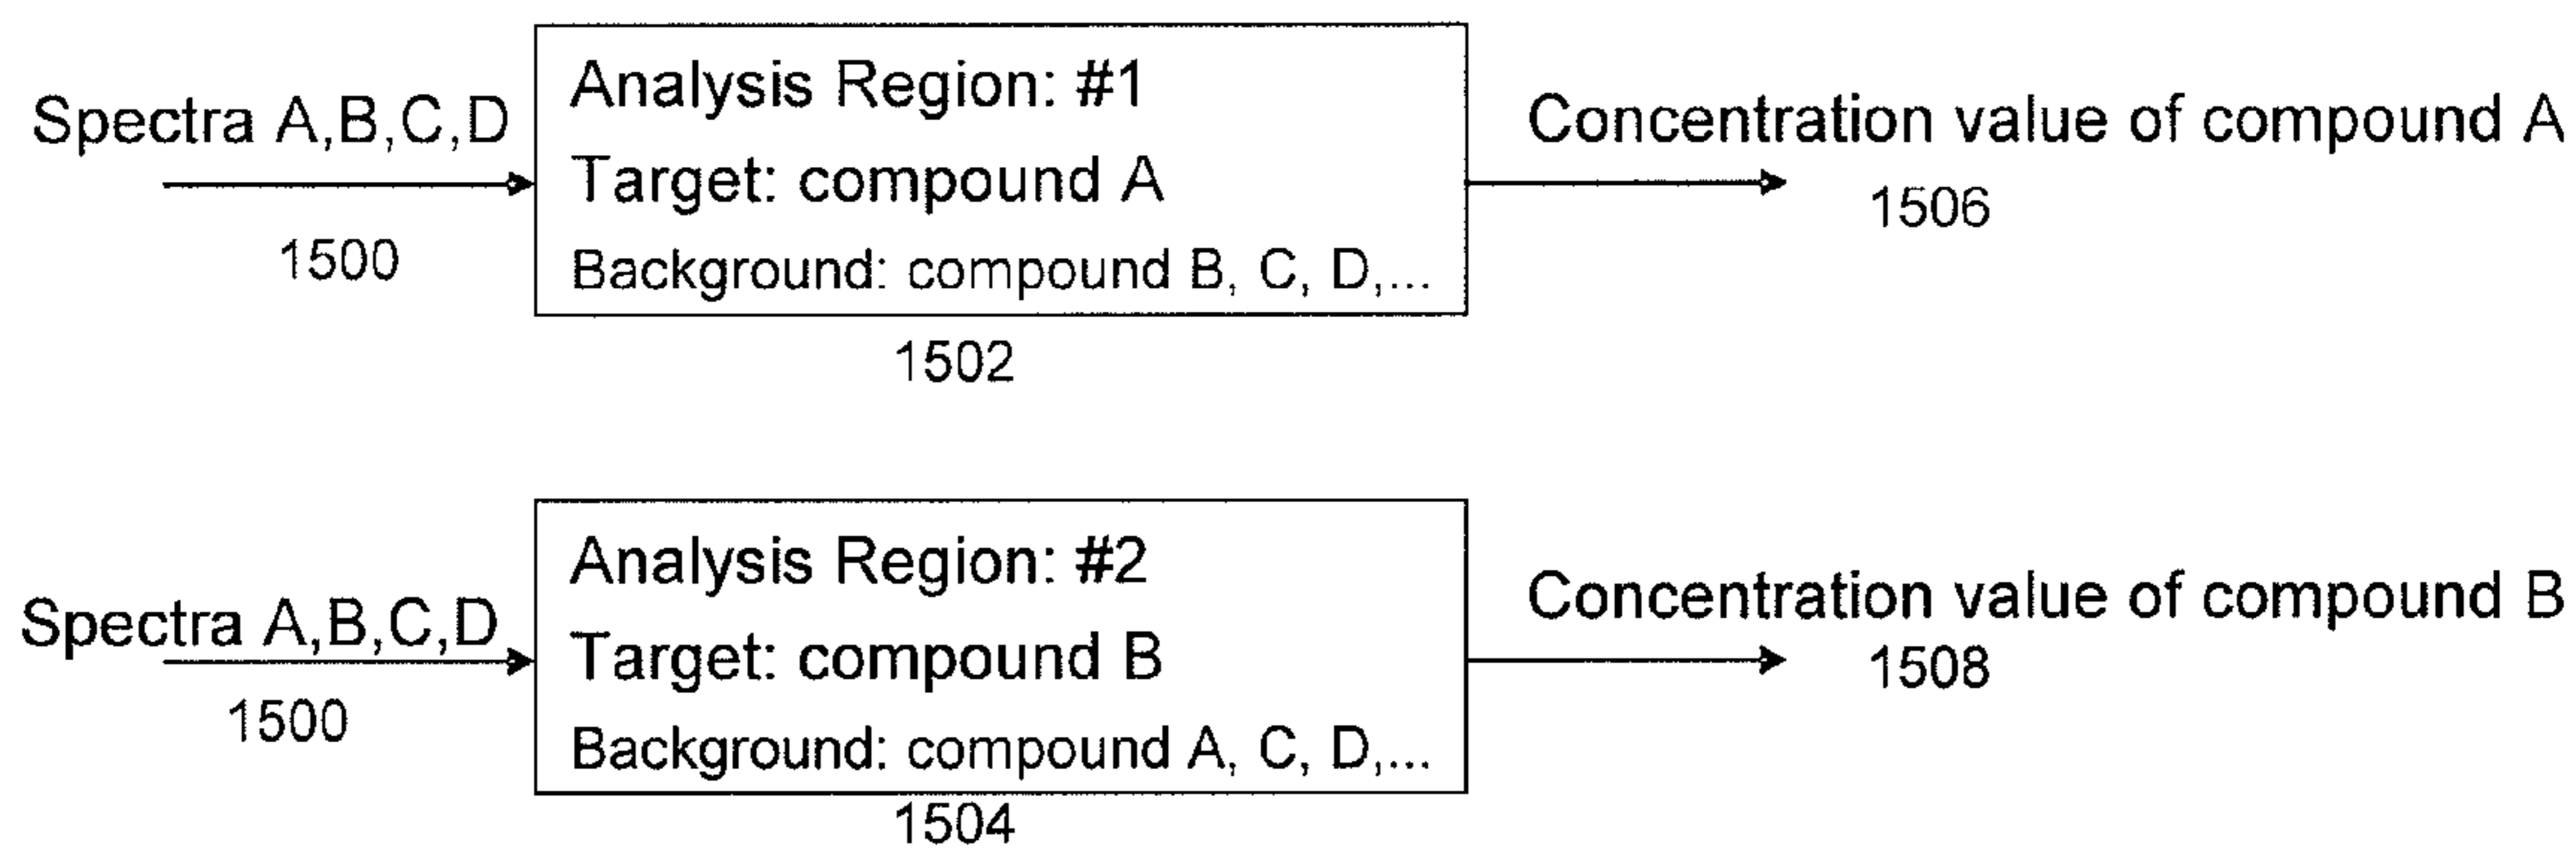 Spectra A,B,C,D
1500
Analysis Region: #1
Target: compound A
Background: compound B, C, D,...
1502
Concentration value of compound A
1506
Spectra A,B,C,D
1500
Analysis Region: #2
Target: compound B
Background: compound A, C, D,...
1504
Concentration value of compound B
1508